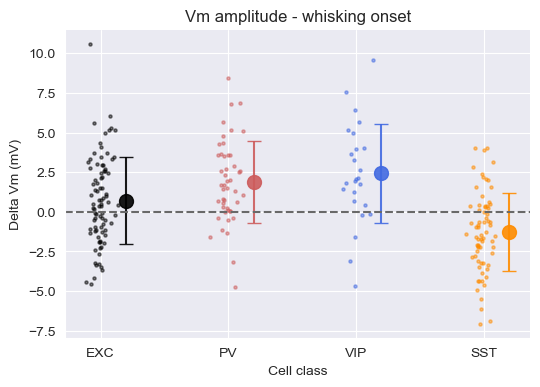 Vm amplitude - whisking onset
10.0
7.5
5.0
2.5
0.0
−2.5
−5.0
−7.5
Delta Vm (mV)
EXC PV VIP SST
Cell class